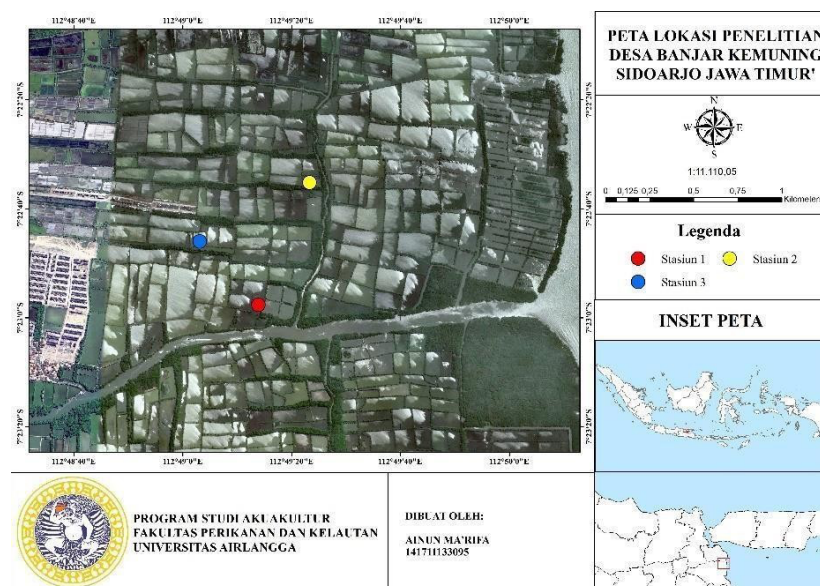 PETA LOKASI PENELITIAN
DESA BANJAR KEMUNING
SIDOARJO JAWA TIMUR'
N
W E
S
1:11.110,05
0 0,125 0,25 0,5 0,75 1
Kilometers
Legenda
Stasiun 1 Stasiun 2
Stasiun 3
INSET PETA
112°48'40"E 112°49'0"E 112°49'20"E 112°49'40"E 112°50'0"E
7°22'20"S 7°22'20"S
7°22'40"S 7°22'40"S
7°23'0"S 7°23'0"S
7°23'20"S 7°23'20"S
112°48'40"E 112°49'0"E 112°49'20"E 112°49'40"E 112°50'0"E
PROGRAM STUDI AKUAKULTUR
FAKULTAS PERIKANAN DAN KELAUTAN
UNIVERSITAS AIRLANGGA
DIBUAT OLEH:
AINUN MA'RIFA
141711133095